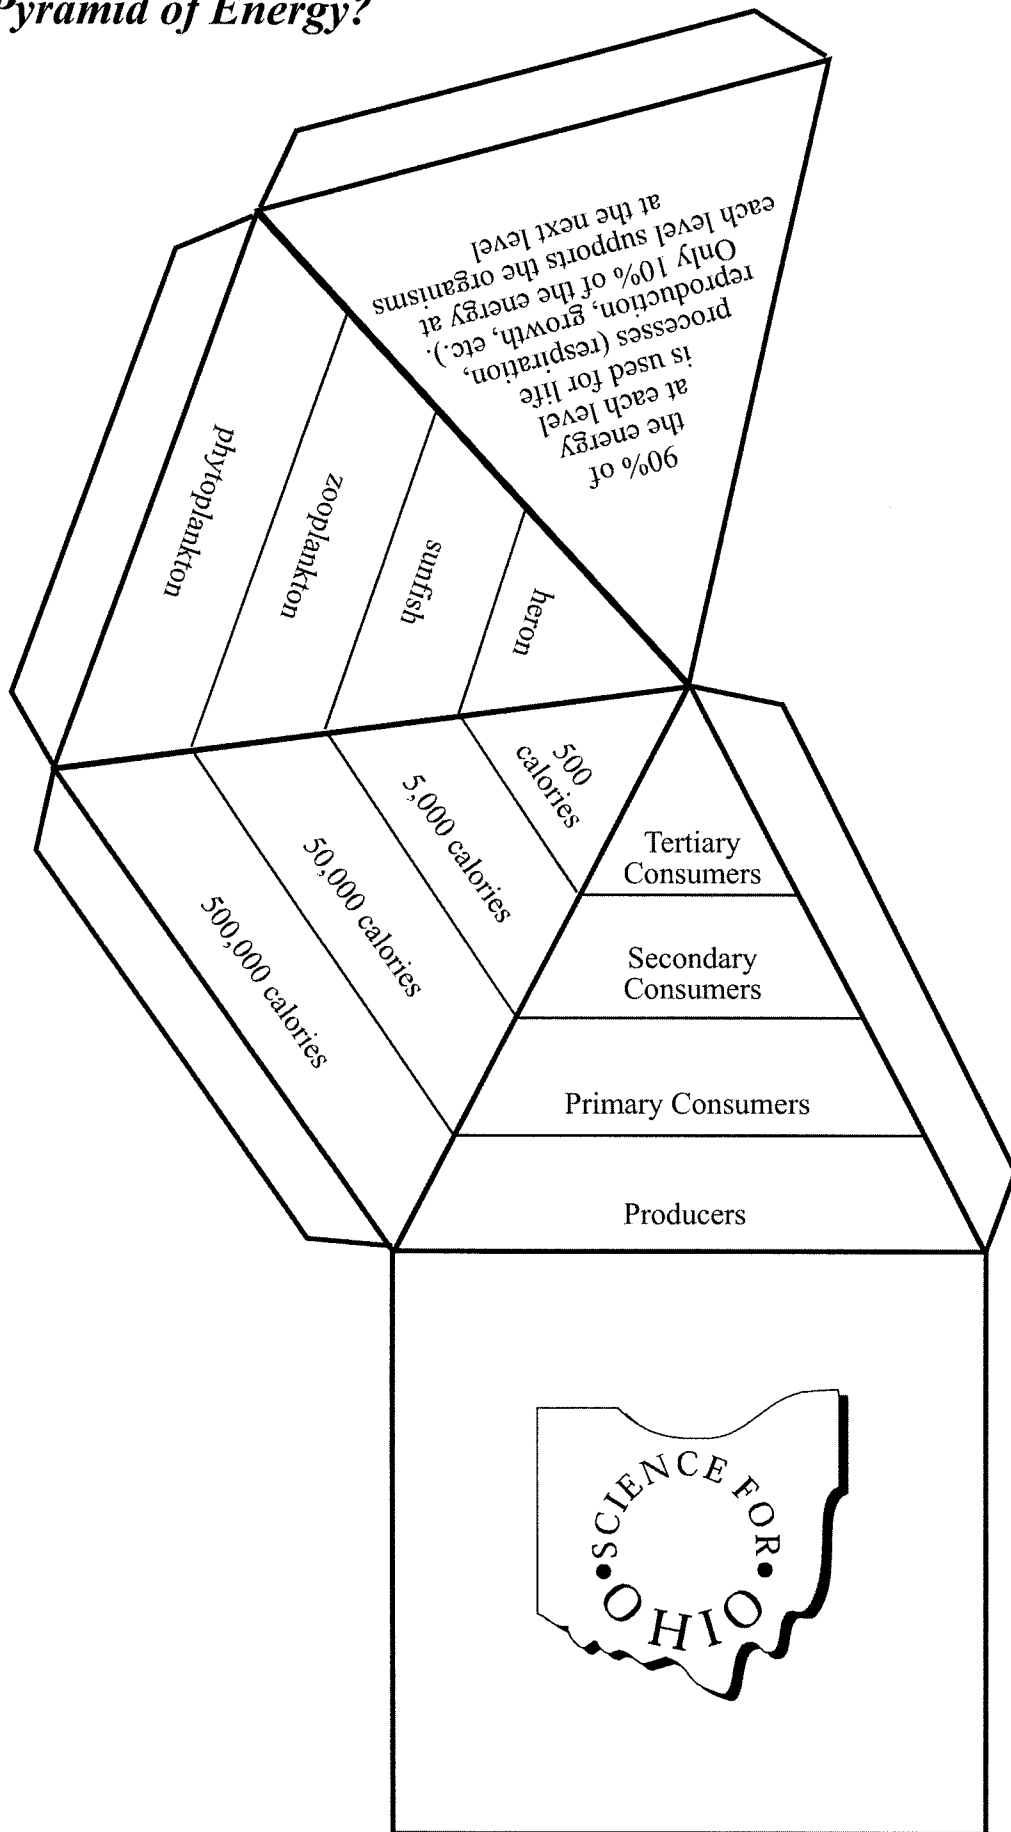 Pyramid of Energy?
90% of
the energy
at each level
is used for life
processes (respiration,
reproduction, growth, etc.).
Only 10% of the energy at
each level supports the organisms
at the next level
phytoplankton
zooplankton
sunfish
heron
500
calories
5,000 calories
50,000 calories
500,000 calories
Tertiary
Consumers
Secondary
Consumers
Primary Consumers
Producers
•SCIENCE FOR•
OHIO